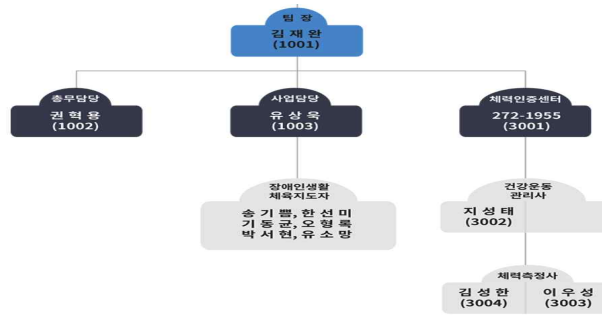 팀 장
김 재 완
(1001)
총무담당
권 혁 용
(1002)
사업담당
유 상 욱
(1003)
체력인증센터
272-1955
(3001)
장애인생활
체육지도자
송 기 쁨, 한 선 미
기 동 균, 오 형 록
박 서 현, 유 소 망
건강운동
관리사
지 성 태
(3002)
체력측정사
김 성 한
(3004)
이 우 성
(3003)